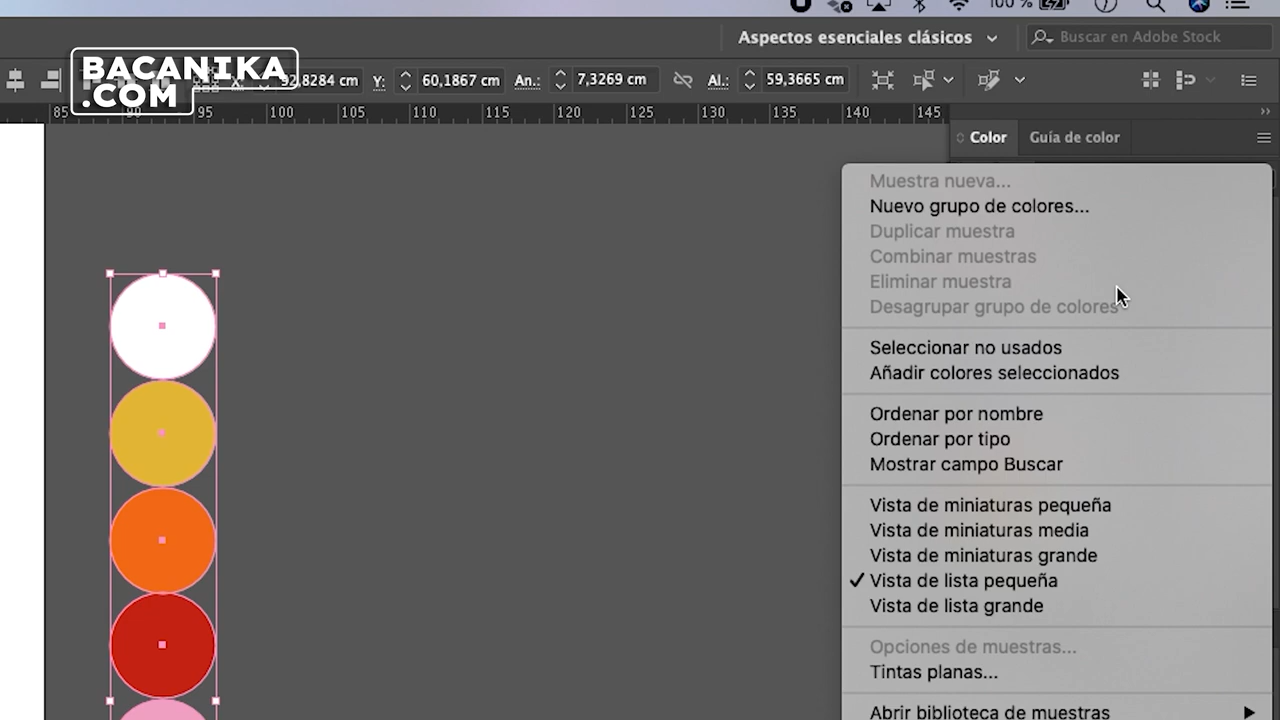 100 %
Aspectos esenciales clásicos
Buscar en Adobe Stock
BACANIKA
.COM
92,8284 cm
Y:
60,1867 cm
An.:
7,3269 cm
Al.:
59,3665 cm
85
90
95
100
105
110
115
120
125
130
135
140
145
Color
Guía de color
Muestra nueva...
Nuevo grupo de colores...
Duplicar muestra
Combinar muestras
Eliminar muestra
Desagrupar grupo de colores
Seleccionar no usados
Añadir colores seleccionados
Ordenar por nombre
Ordenar por tipo
Mostrar campo Buscar
Vista de miniaturas pequeña
Vista de miniaturas media
Vista de miniaturas grande
Vista de lista pequeña
Vista de lista grande
Opciones de muestras...
Tintas planas...
Abrir biblioteca de muestras